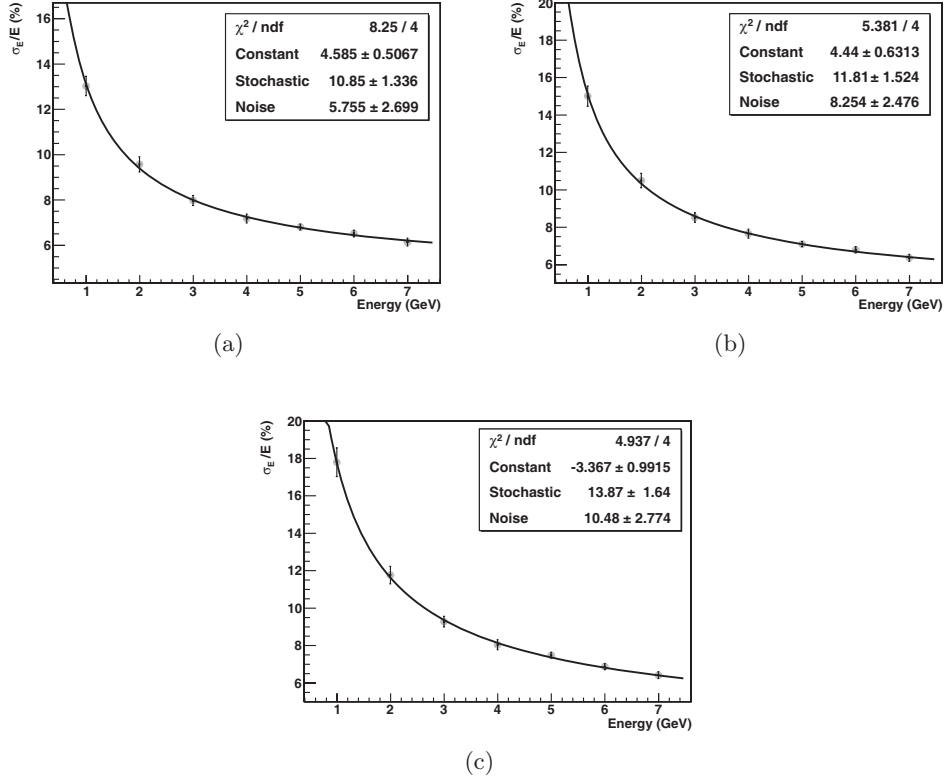 σE/E (%)
16
14
12
10
8
6
χ² / ndf 8.25 / 4
Constant 4.585 ± 0.5067
Stochastic 10.85 ± 1.336
Noise 5.755 ± 2.699
1 2 3 4 5 6 7
Energy (GeV)
(a)
σE/E (%)
20
18
16
14
12
10
8
6
χ² / ndf 5.381 / 4
Constant 4.44 ± 0.6313
Stochastic 11.81 ± 1.524
Noise 8.254 ± 2.476
1 2 3 4 5 6 7
Energy (GeV)
(b)
σE/E (%)
20
18
16
14
12
10
8
6
χ² / ndf 4.937 / 4
Constant -3.367 ± 0.9915
Stochastic 13.87 ± 1.64
Noise 10.48 ± 2.774
1 2 3 4 5 6 7
Energy (GeV)
(c)